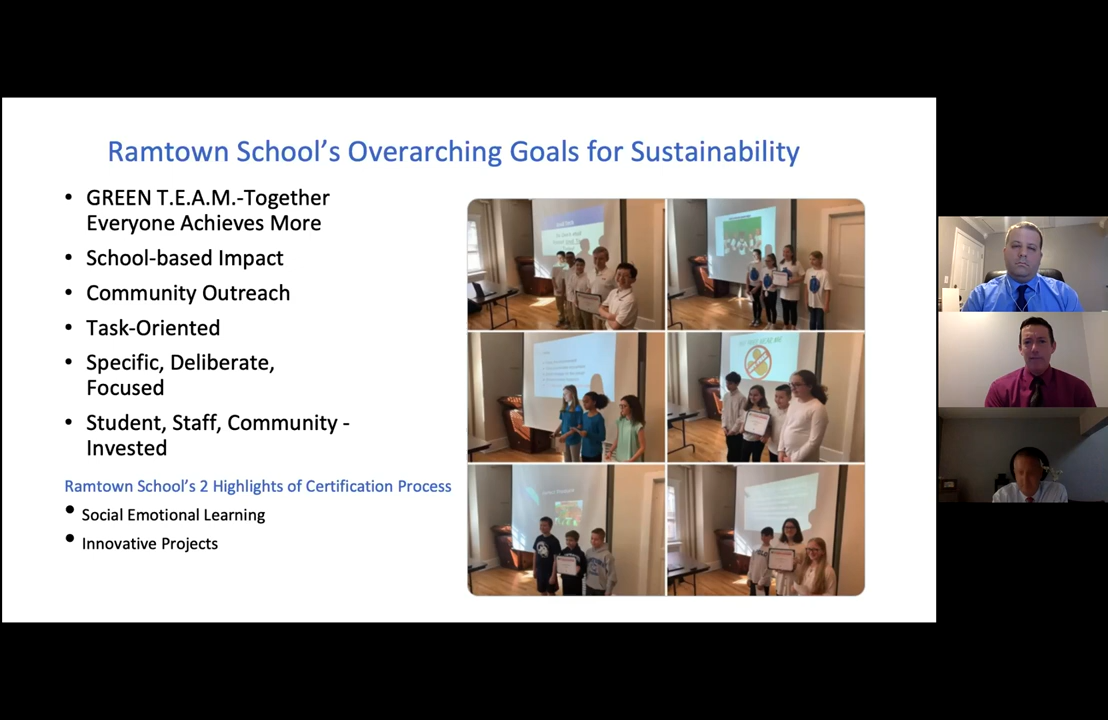 Ramtown School's Overarching Goals for Sustainability
• GREEN T.E.A.M.-Together
Everyone Achieves More
• School-based Impact
• Community Outreach
• Task-Oriented
• Specific, Deliberate,
Focused
• Student, Staff, Community -
Invested
Ramtown School's 2 Highlights of Certification Process
• Social Emotional Learning
• Innovative Projects